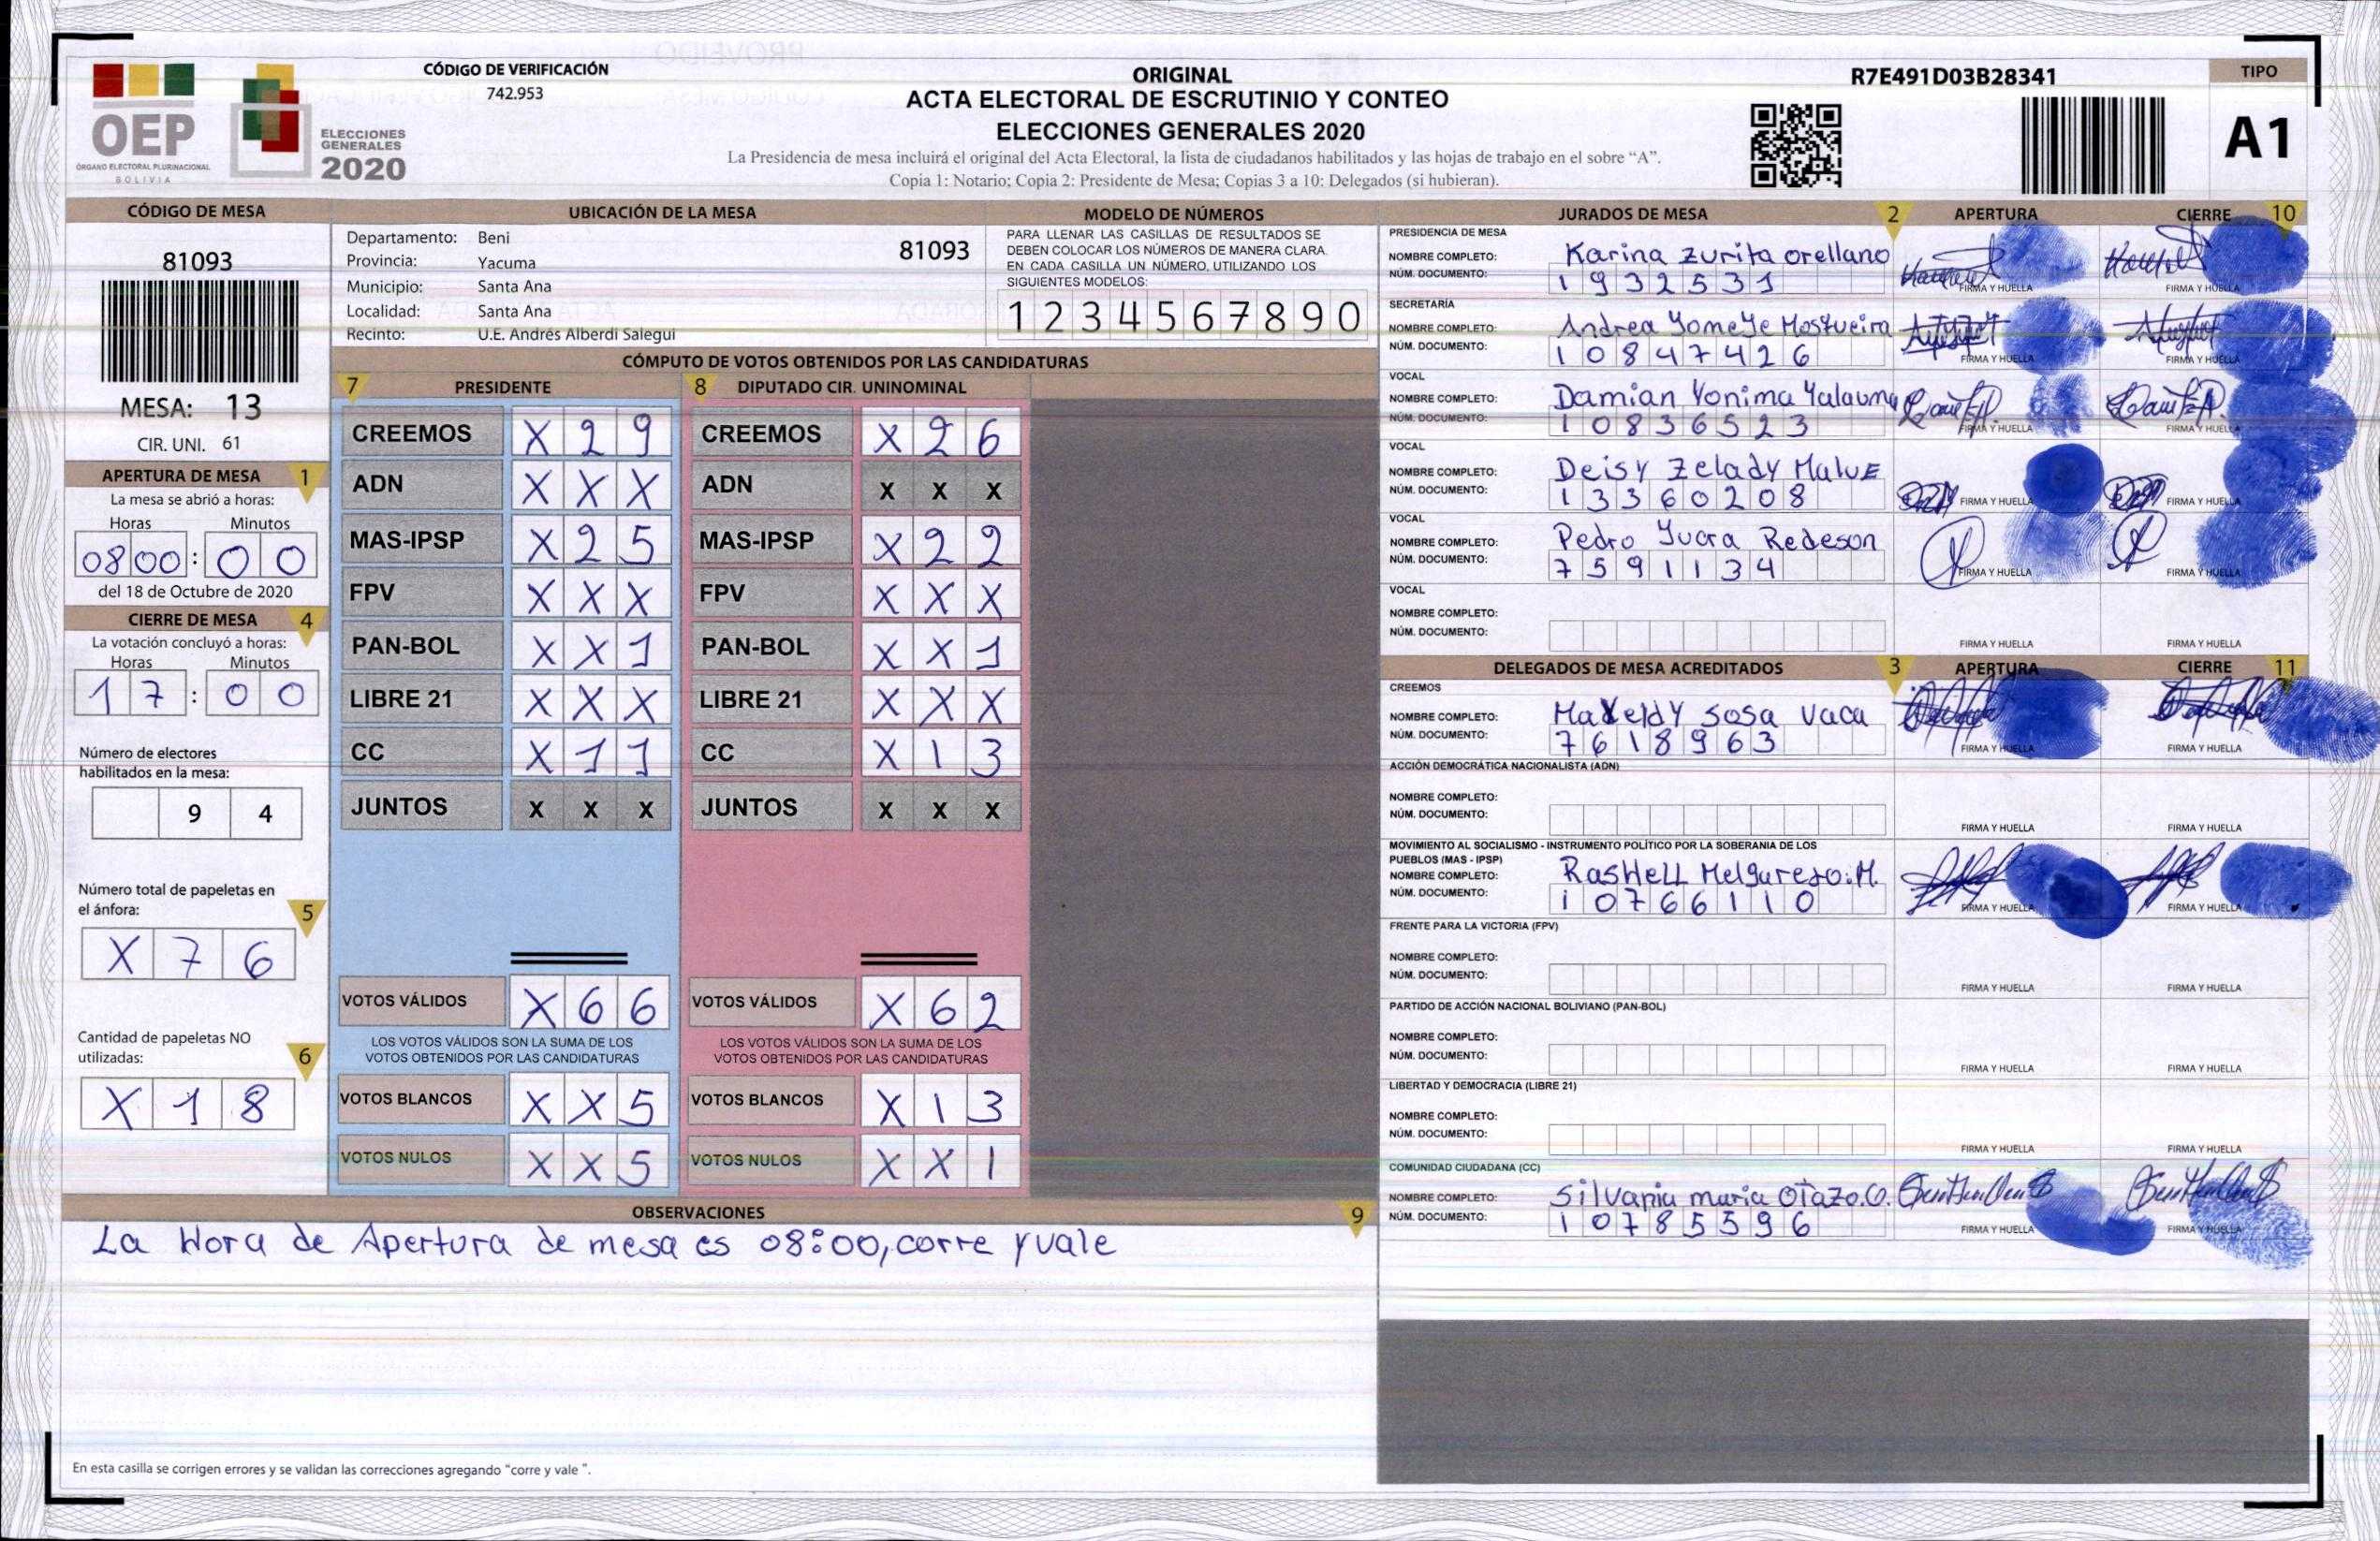 OEP
ÓRGANO ELECTORAL PLURINACIONAL
BOLIVIA
ELECCIONES
GENERALES
2020
CÓDIGO DE VERIFICACIÓN
742.953
ORIGINAL
ACTA ELECTORAL DE ESCRUTINIO Y CONTEO
ELECCIONES GENERALES 2020
La Presidencia de mesa incluirá el original del Acta Electoral, la lista de ciudadanos habilitados y las hojas de trabajo en el sobre “A”.
Copia 1: Notario; Copia 2: Presidente de Mesa; Copias 3 a 10: Delegados (si hubieran).
R7E491D03B28341
TIPO
A1
CÓDIGO DE MESA
81093
MESA: 13
CIR. UNI. 61
APERTURA DE MESA 1
La mesa se abrió a horas:
Horas Minutos
0800 : 00
del 18 de Octubre de 2020
CIERRE DE MESA 4
La votación concluyó a horas:
Horas Minutos
17 : 00
Número de electores
habilitados en la mesa:
9 4
Número total de papeletas en
el ánfora: 5
X 7 6
Cantidad de papeletas NO
utilizadas: 6
X 1 8
UBICACIÓN DE LA MESA
Departamento: Beni 81093
Provincia: Yacuma
Municipio: Santa Ana
Localidad: Santa Ana
Recinto: U.E. Andrés Alberdi Salegui
MODELO DE NÚMEROS
PARA LLENAR LAS CASILLAS DE RESULTADOS SE
DEBEN COLOCAR LOS NÚMEROS DE MANERA CLARA.
EN CADA CASILLA UN NÚMERO, UTILIZANDO LOS
SIGUIENTES MODELOS:
1 2 3 4 5 6 7 8 9 0
CÓMPUTO DE VOTOS OBTENIDOS POR LAS CANDIDATURAS
7 PRESIDENTE 8 DIPUTADO CIR. UNINOMINAL
CREEMOS X 2 9 CREEMOS X 2 6
ADN X X X ADN X X X
MAS-IPSP X 2 5 MAS-IPSP X 2 2
FPV X X X FPV X X X
PAN-BOL X X 1 PAN-BOL X X 1
LIBRE 21 X X X LIBRE 21 X X X
CC X 1 1 CC X 1 3
JUNTOS X X X JUNTOS X X X
VOTOS VÁLIDOS X 6 6 VOTOS VÁLIDOS X 6 2
LOS VOTOS VÁLIDOS SON LA SUMA DE LOS LOS VOTOS VÁLIDOS SON LA SUMA DE LOS
VOTOS OBTENIDOS POR LAS CANDIDATURAS VOTOS OBTENIDOS POR LAS CANDIDATURAS
VOTOS BLANCOS X X 5 VOTOS BLANCOS X 1 3
VOTOS NULOS X X 5 VOTOS NULOS X X 1
OBSERVACIONES 9
La Hora de Apertura de mesa es 08:00, corre y vale
En esta casilla se corrigen errores y se validan las correcciones agregando “corre y vale ”.
JURADOS DE MESA 2 APERTURA CIERRE 10
PRESIDENCIA DE MESA
NOMBRE COMPLETO: Karina Zurita Orellano
NÚM. DOCUMENTO: 1932531
FIRMA Y HUELLA FIRMA Y HUELLA
SECRETARÍA
NOMBRE COMPLETO: Andrea Yomeye Mosqueira
NÚM. DOCUMENTO: 10847426
FIRMA Y HUELLA FIRMA Y HUELLA
VOCAL
NOMBRE COMPLETO: Damian Yonima Yalauma
NÚM. DOCUMENTO: 10836523
FIRMA Y HUELLA FIRMA Y HUELLA
VOCAL
NOMBRE COMPLETO: Deisy Zelady Malue
NÚM. DOCUMENTO: 13360208
FIRMA Y HUELLA FIRMA Y HUELLA
VOCAL
NOMBRE COMPLETO: Pedro Yucra Redeson
NÚM. DOCUMENTO: 7591134
FIRMA Y HUELLA FIRMA Y HUELLA
VOCAL
NOMBRE COMPLETO:
NÚM. DOCUMENTO:
FIRMA Y HUELLA FIRMA Y HUELLA
DELEGADOS DE MESA ACREDITADOS 3 APERTURA CIERRE 11
CREEMOS
NOMBRE COMPLETO: Sosa Vaca
NÚM. DOCUMENTO: 7618963
FIRMA Y HUELLA FIRMA Y HUELLA
ACCIÓN DEMOCRÁTICA NACIONALISTA (ADN)
NOMBRE COMPLETO:
NÚM. DOCUMENTO:
FIRMA Y HUELLA FIRMA Y HUELLA
MOVIMIENTO AL SOCIALISMO - INSTRUMENTO POLÍTICO POR LA SOBERANIA DE LOS
PUEBLOS (MAS - IPSP)
NOMBRE COMPLETO: Rashell Melgarejo.M.
NÚM. DOCUMENTO: 10766110
FIRMA Y HUELLA FIRMA Y HUELLA
FRENTE PARA LA VICTORIA (FPV)
NOMBRE COMPLETO:
NÚM. DOCUMENTO:
FIRMA Y HUELLA FIRMA Y HUELLA
PARTIDO DE ACCIÓN NACIONAL BOLIVIANO (PAN-BOL)
NOMBRE COMPLETO:
NÚM. DOCUMENTO:
FIRMA Y HUELLA FIRMA Y HUELLA
LIBERTAD Y DEMOCRACIA (LIBRE 21)
NOMBRE COMPLETO:
NÚM. DOCUMENTO:
FIRMA Y HUELLA FIRMA Y HUELLA
COMUNIDAD CIUDADANA (CC)
NOMBRE COMPLETO: Silvania maria Otazo.O.
NÚM. DOCUMENTO: 10785596
FIRMA Y HUELLA FIRMA Y HUELLA